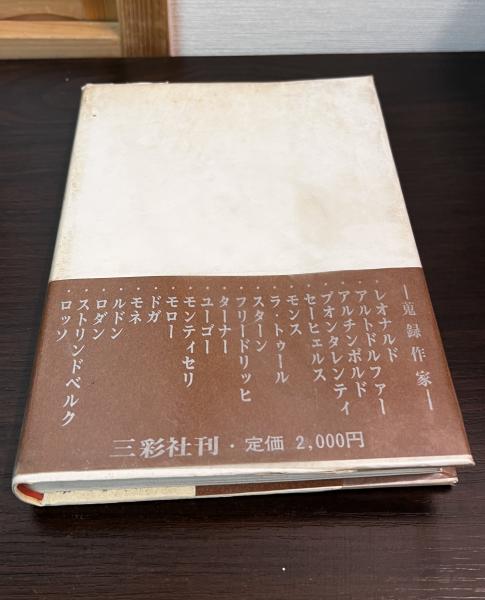 ―蒐録作家―
・レオナルド
・アルトドルファー
・アルチンボルド
・ブオンタレンティ
・セーヒェルス
・モンス
・ラ・トゥール
・スターン
・フリードリッヒ
・ターナー
・ユーゴー
・モンティセリ
・モロー
・ドガ
・モネ
・ルドン
・ロダン
・ストリンドベルク
・ロッソ
三彩社刊・定価 2,000円